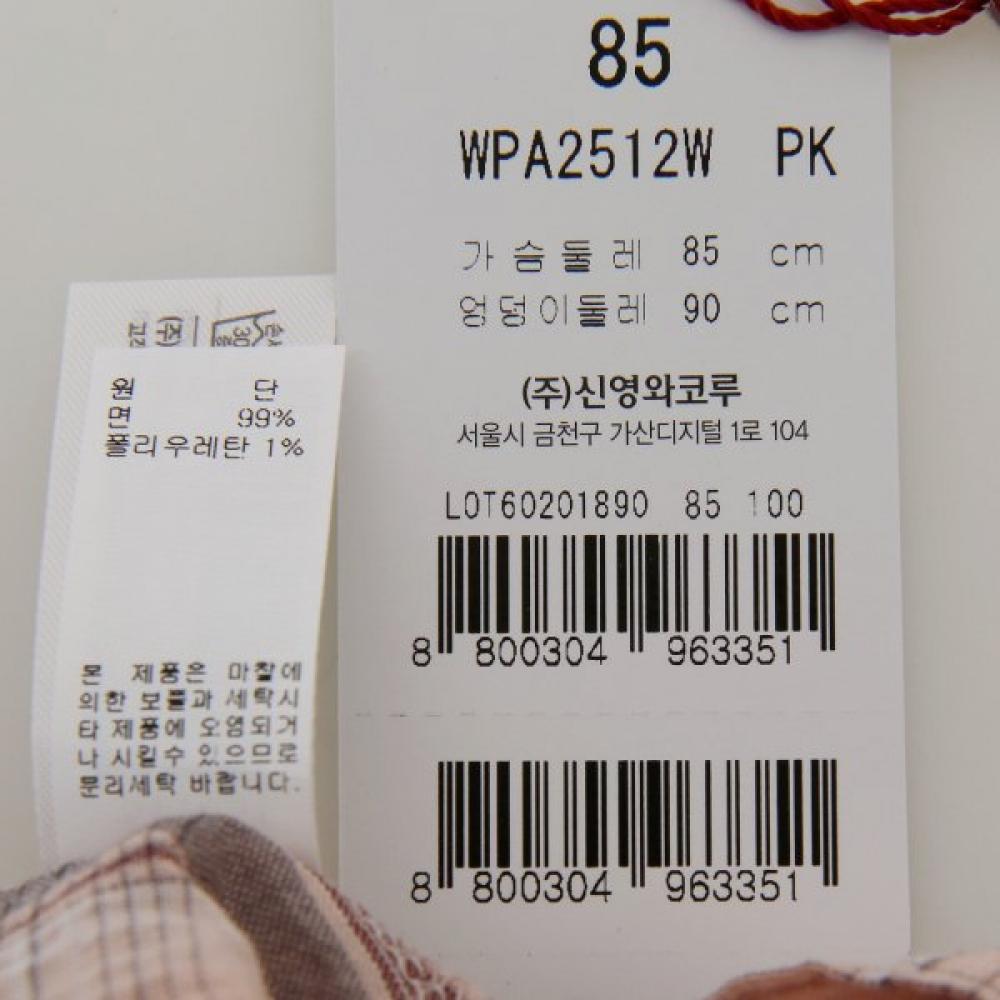 85
WPA2512W PK
가슴둘레 85 cm
엉덩이둘레 90 cm
(주)신영와코루
서울시 금천구 가산디지털 1로 104
LOT60201890 85 100
8 800304 963351
8 800304 963351
(주)
30
원 단
면 99%
폴리우레탄 1%
본 제품은 마찰에
의한 보플과 세탁시
타 제품에 오염되거
나 시킬수 있으므로
분리세탁 바랍니다.